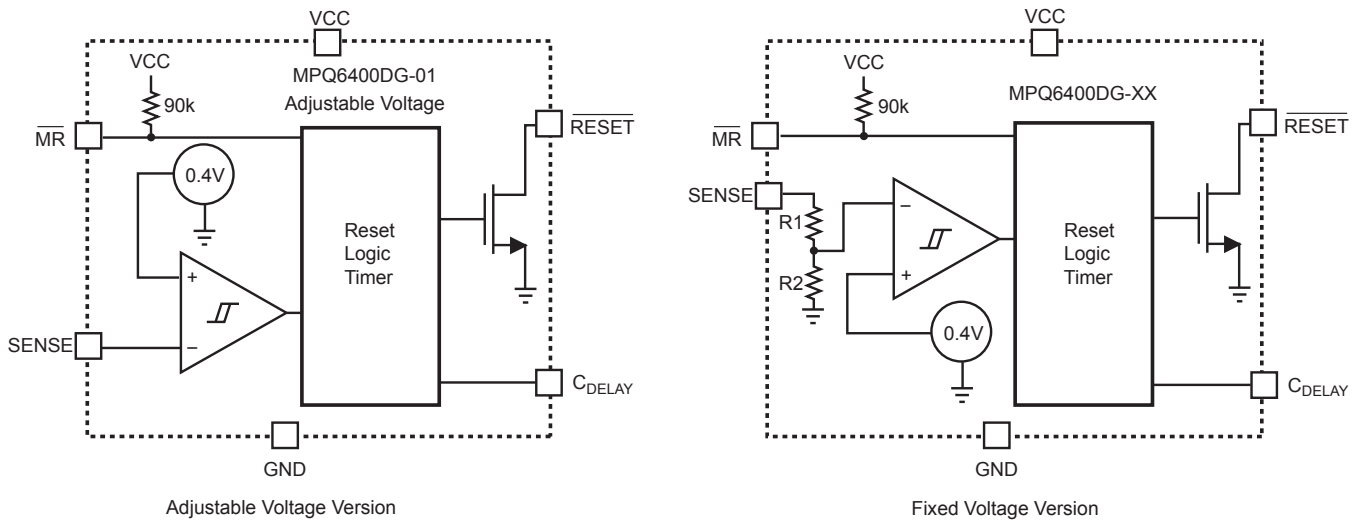 VCC
VCC
MPQ6400DG-01
Adjustable Voltage
90k
MR
RESET
0.4V
Reset
Logic
Timer
+
–
SENSE
CDELAY
GND
Adjustable Voltage Version
VCC
VCC
MPQ6400DG-XX
90k
MR
RESET
SENSE
R1
–
Reset
Logic
Timer
R2
+
0.4V
CDELAY
GND
Fixed Voltage Version